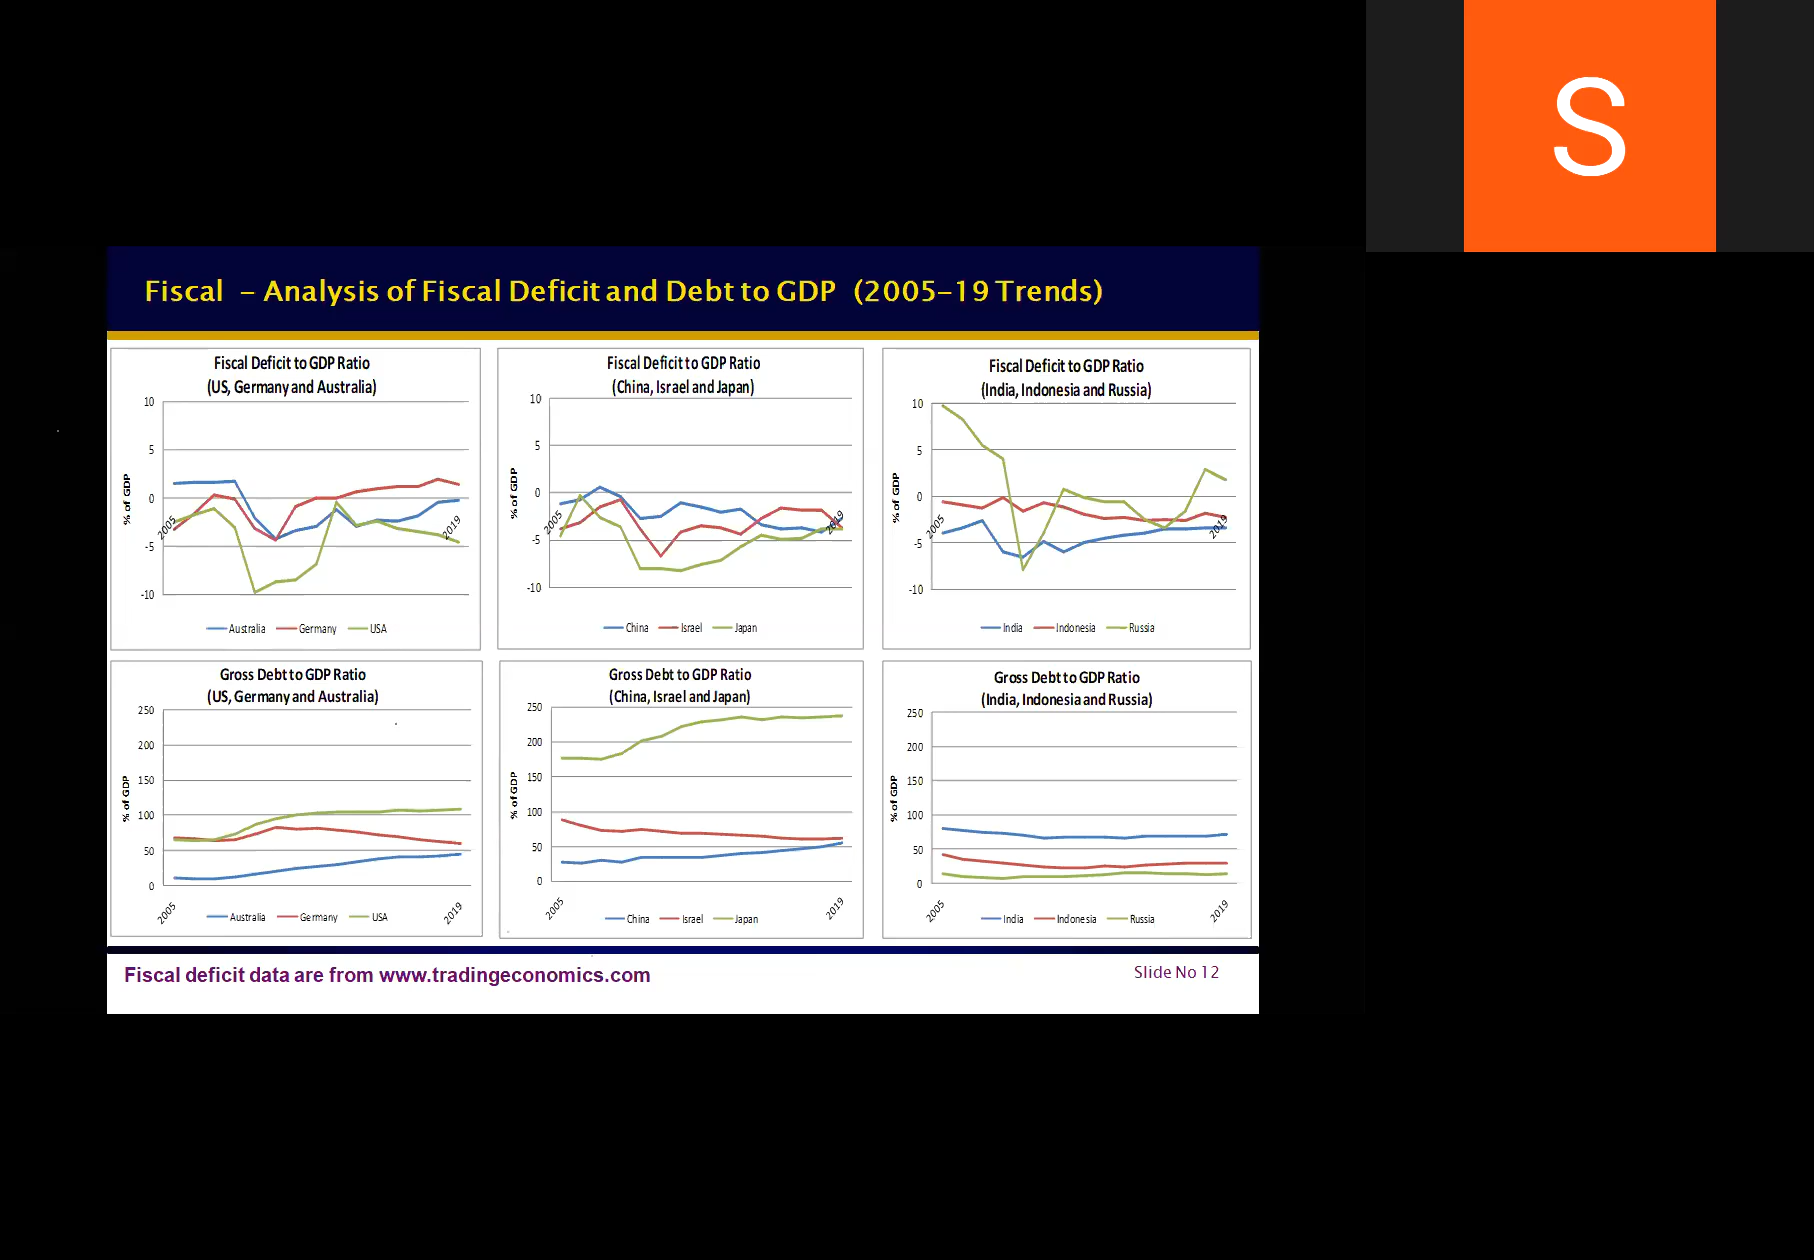 S
Fiscal – Analysis of Fiscal Deficit and Debt to GDP (2005–19 Trends)
Fiscal Deficit to GDP Ratio
(US, Germany and Australia)
10
5
0
-5
-10
% of GDP
2005
2019
Australia Germany USA
Fiscal Deficit to GDP Ratio
(China, Israel and Japan)
10
5
0
-5
-10
% of GDP
2005
2019
China Israel Japan
Fiscal Deficit to GDP Ratio
(India, Indonesia and Russia)
10
5
0
-5
-10
% of GDP
2005
2019
India Indonesia Russia
Gross Debt to GDP Ratio
(US, Germany and Australia)
250
200
150
100
50
0
% of GDP
2005
2019
Australia Germany USA
Gross Debt to GDP Ratio
(China, Israel and Japan)
250
200
150
100
50
0
% of GDP
2005
2019
China Israel Japan
Gross Debt to GDP Ratio
(India, Indonesia and Russia)
250
200
150
100
50
0
% of GDP
2005
2019
India Indonesia Russia
Fiscal deficit data are from www.tradingeconomics.com
Slide No 12